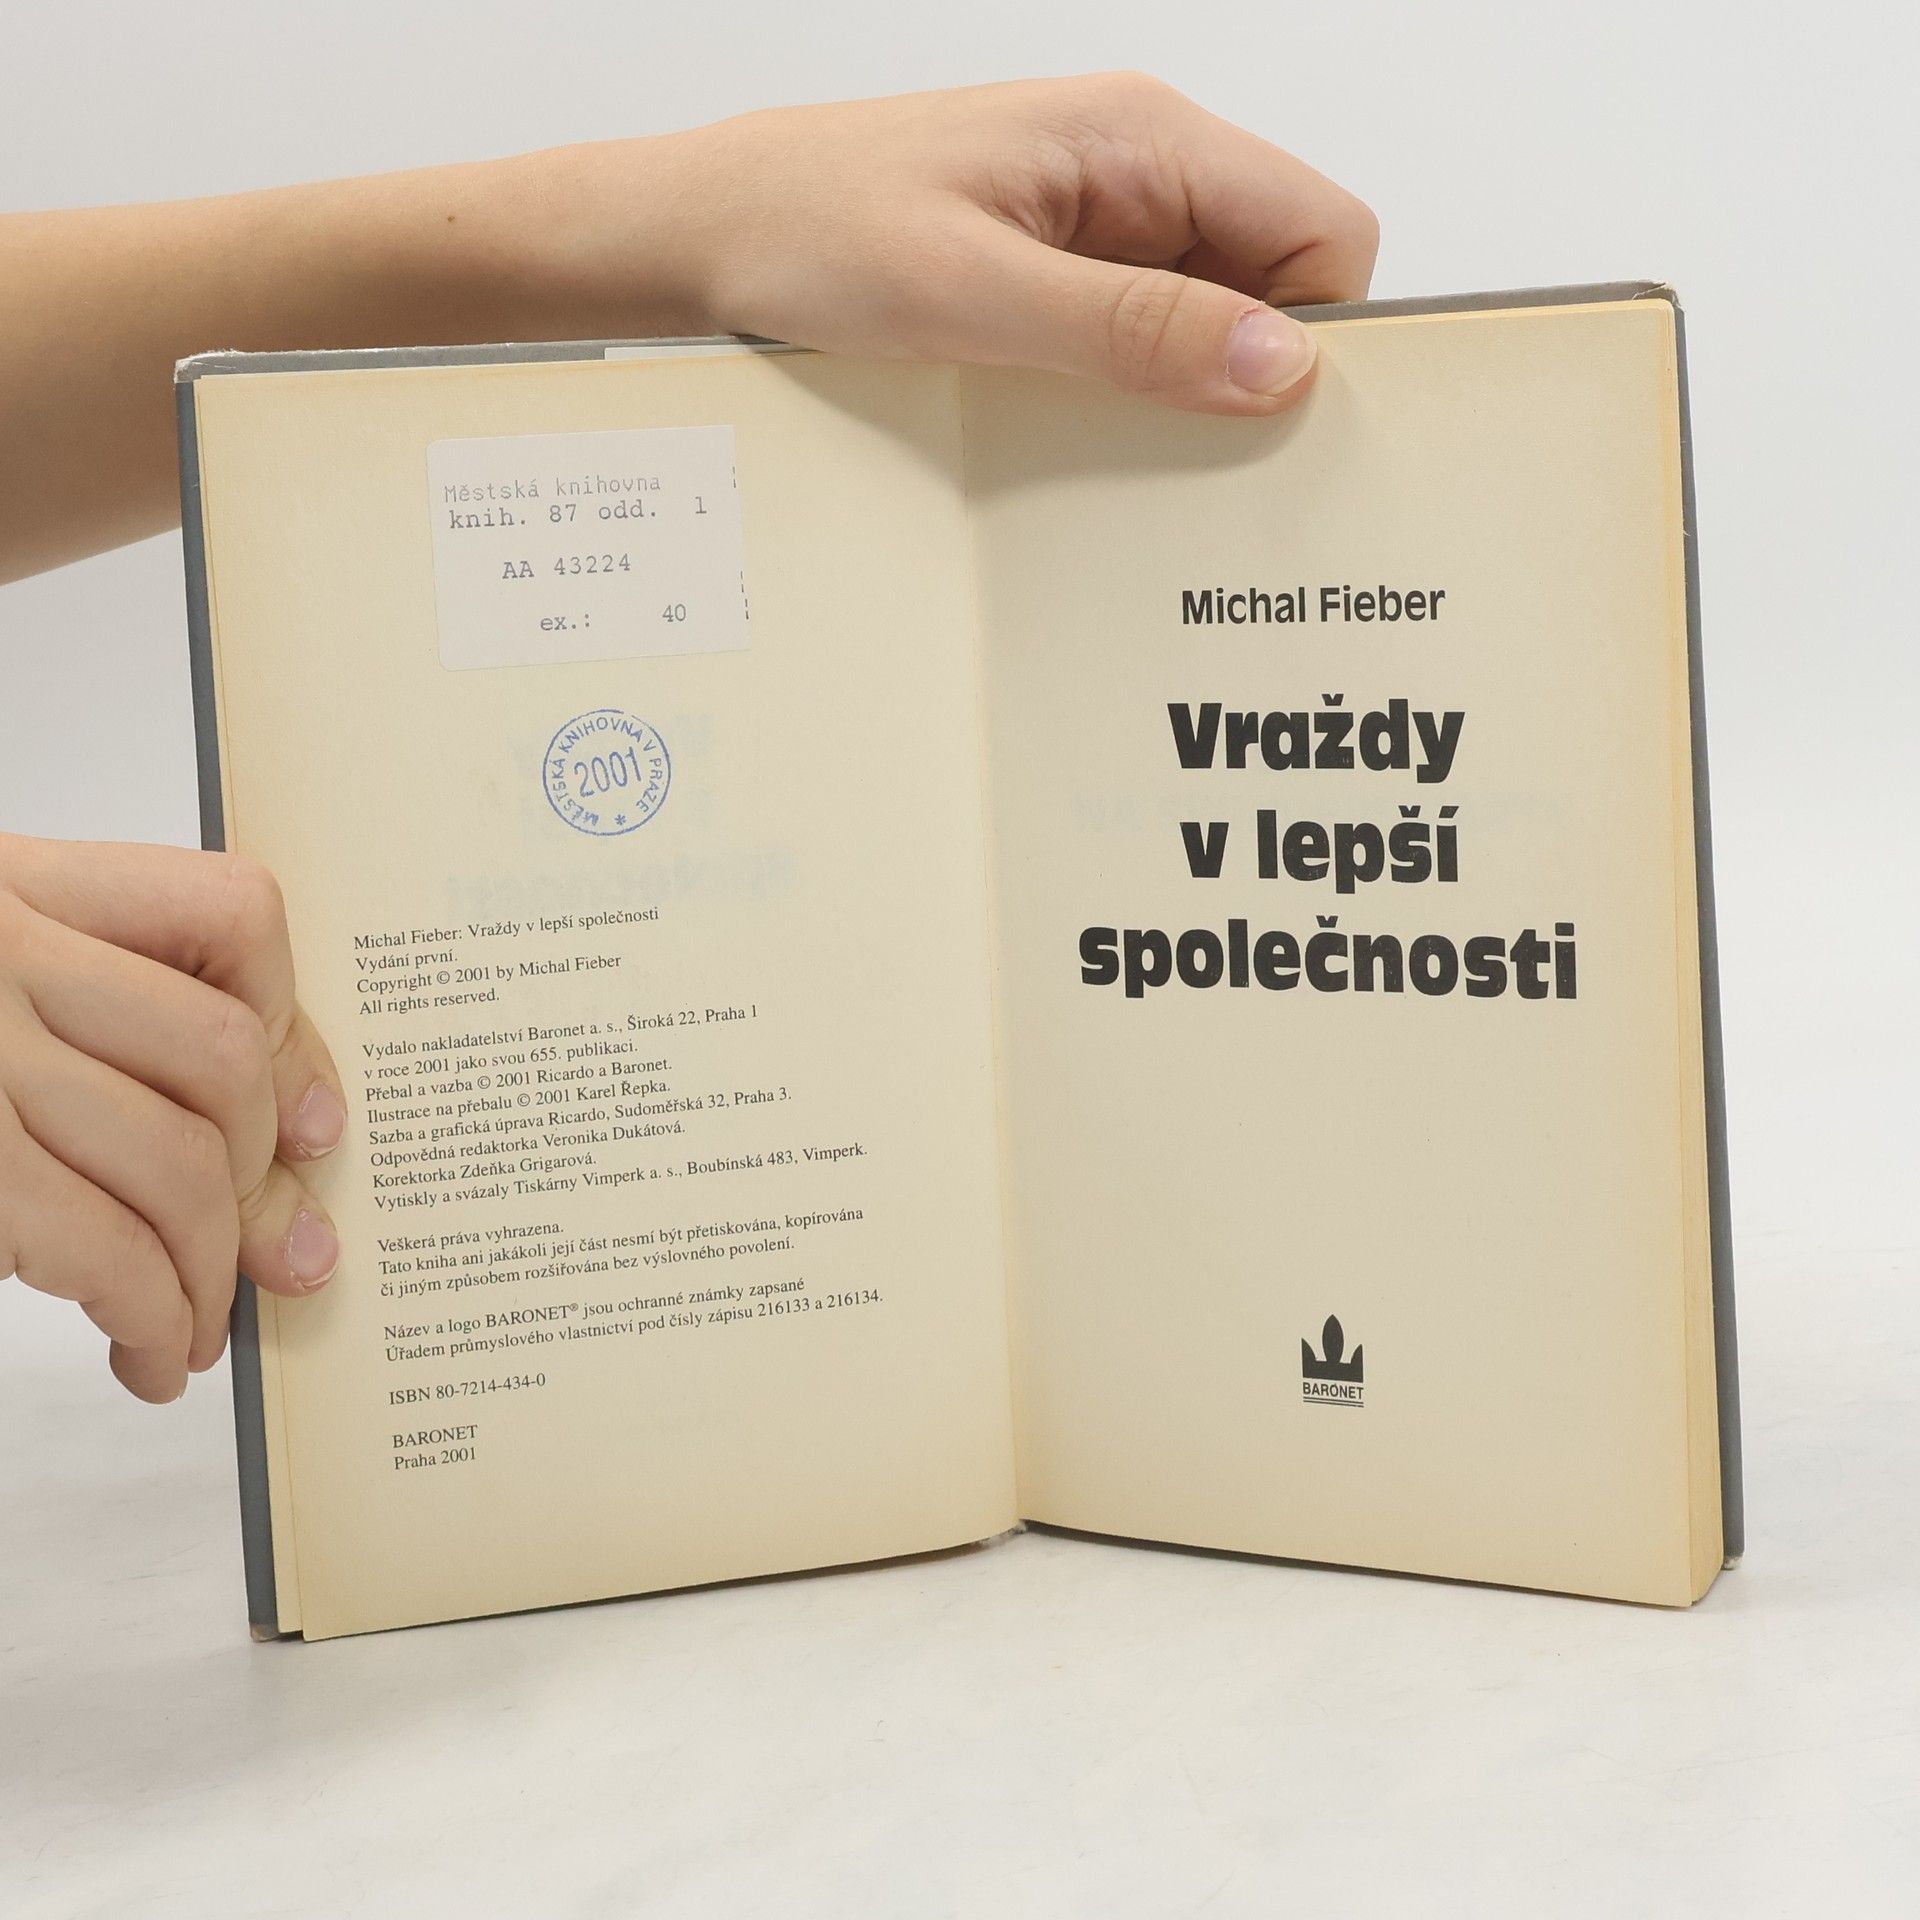 Městská knihovna
knih. 87 odd. 1
AA 43224
ex.: 40
MĚSTSKÁ KNIHOVNA V PRAZE *
2001
Michal Fieber: Vraždy v lepší společnosti
Vydání první.
Copyright © 2001 by Michal Fieber
All rights reserved.
Vydalo nakladatelství Baronet a. s., Široká 22, Praha 1
v roce 2001 jako svou 655. publikaci.
Přebal a vazba © 2001 Ricardo a Baronet.
Ilustrace na přebalu © 2001 Karel Řepka.
Sazba a grafická úprava Ricardo, Sudoměřská 32, Praha 3.
Odpovědná redaktorka Veronika Dukátová.
Korektorka Zdeňka Grigarová.
Vytiskly a svázaly Tiskárny Vimperk a. s., Boubínská 483, Vimperk.
Veškerá práva vyhrazena.
Tato kniha ani jakákoli její část nesmí být přetiskována, kopírována
či jiným způsobem rozšiřována bez výslovného povolení.
Název a logo BARONET® jsou ochranné známky zapsané
Úřadem průmyslového vlastnictví pod čísly zápisu 216133 a 216134.
ISBN 80-7214-434-0
BARONET
Praha 2001
Michal Fieber
Vraždy
v lepší
společnosti
BARONET